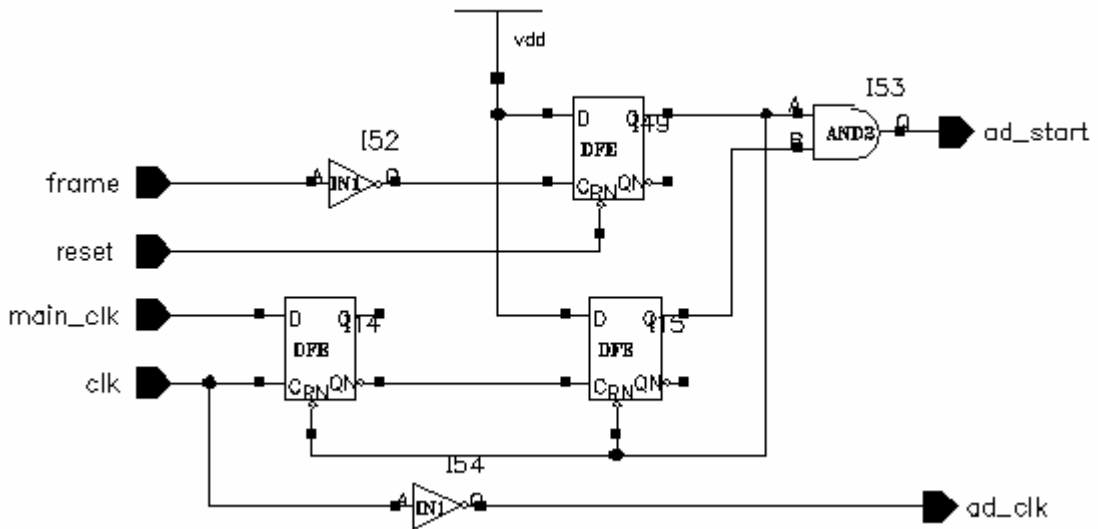 vdd
I53
D Q
I49
A
B
AND2
Q
ad_start
DFE
I52
frame
A
IN1
Q
C RN QN
reset
main_clk
D Q
I14
DFE
D Q
I15
DFE
clk
C RN QN
C RN QN
I54
A
IN1
Q
ad_clk